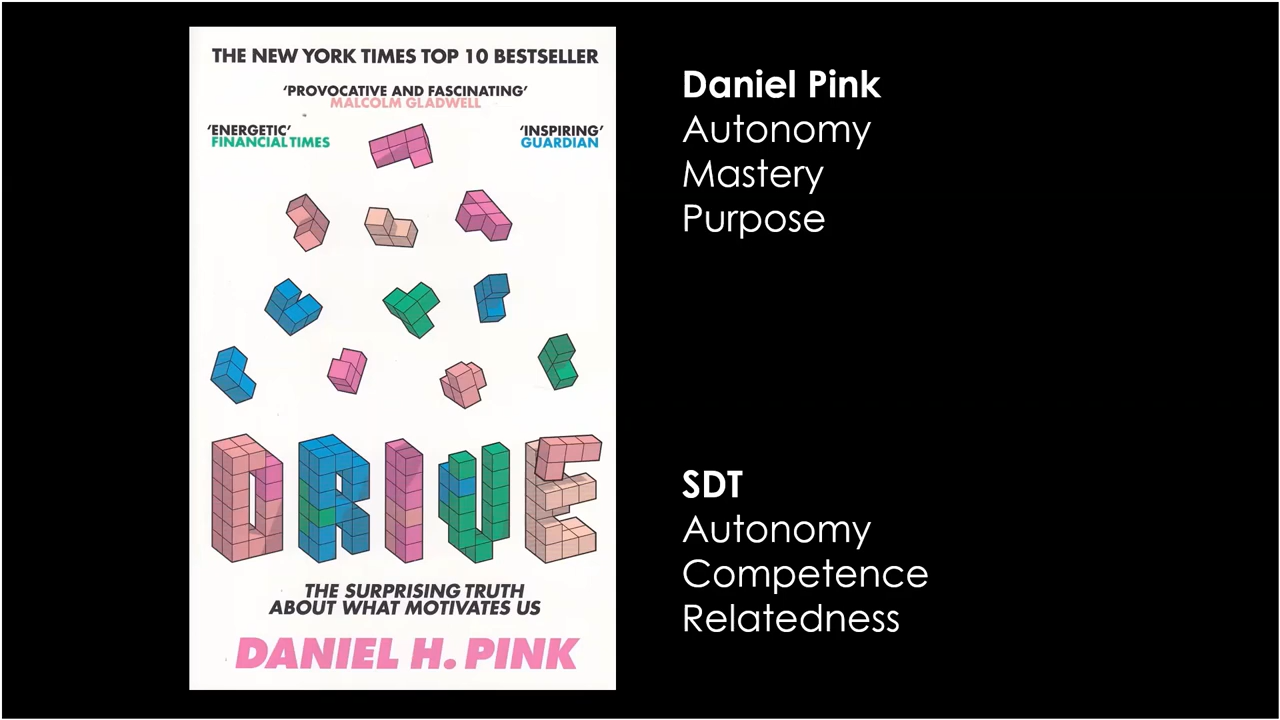 THE NEW YORK TIMES TOP 10 BESTSELLER
‘PROVOCATIVE AND FASCINATING’
MALCOLM GLADWELL
‘ENERGETIC’
FINANCIAL TIMES
‘INSPIRING’
GUARDIAN
DRIVE
THE SURPRISING TRUTH
ABOUT WHAT MOTIVATES US
DANIEL H. PINK
Daniel Pink
Autonomy
Mastery
Purpose
SDT
Autonomy
Competence
Relatedness